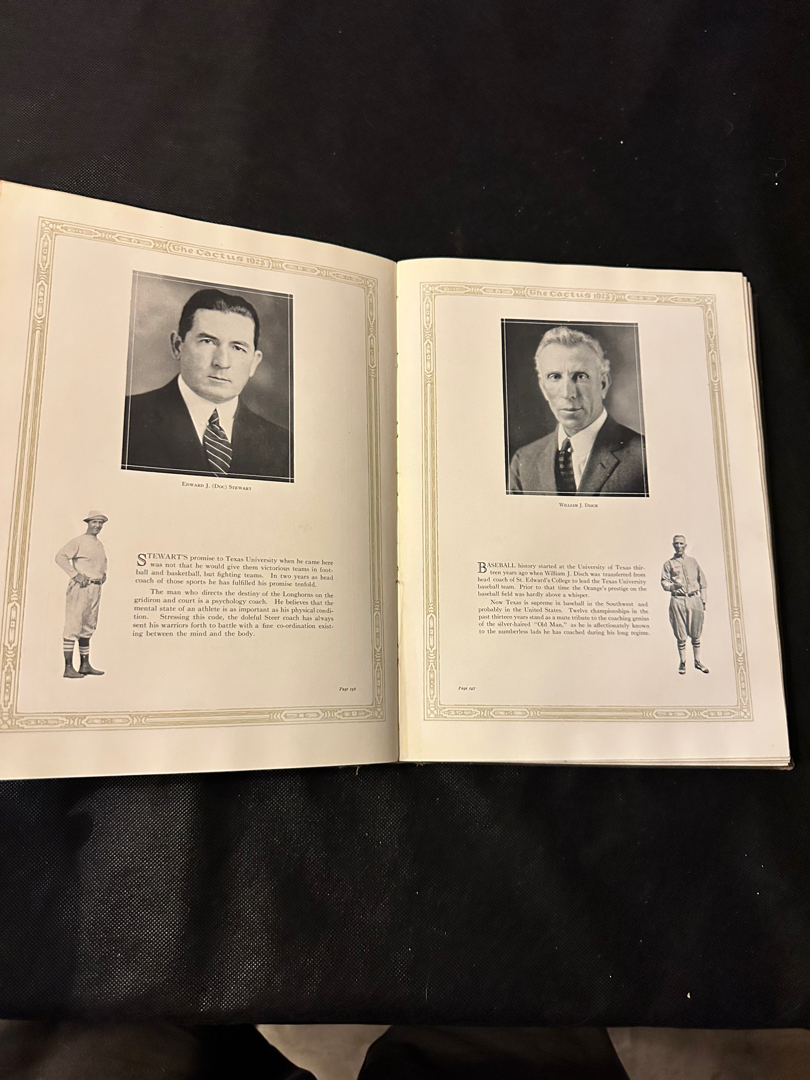 The Cactus 1925
Edward J. (Doc) Stewart
STEWART'S promise to Texas University when he came here
was not that he would give them victorious teams in foot-
ball and basketball, but fighting teams. In two years as head
coach of those sports he has fulfilled his promise tenfold.
The man who directs the destiny of the Longhorns on the
gridiron and court is a psychology coach. He believes that the
mental state of an athlete is as important as his physical condi-
tion. Stressing this code, the doleful Steer coach has always
sent his warriors forth to battle with a fine co-ordination exist-
ing between the mind and the body.
Page
The Cactus 1925
William J. Disch
BASEBALL history started at the University of Texas thir-
teen years ago when William J. Disch was transferred from
head coach of St. Edward's College to lead the Texas University
baseball team. Prior to that time the Orange's prestige on the
baseball field was hardly above a whisper.
Now Texas is supreme in baseball in the Southwest and
probably in the United States. Twelve championships in the
past thirteen years stand as a mute tribute to the coaching genius
of the silver-haired "Old Man," as he is affectionately known
to the numberless lads he has coached during his long regime.
Page